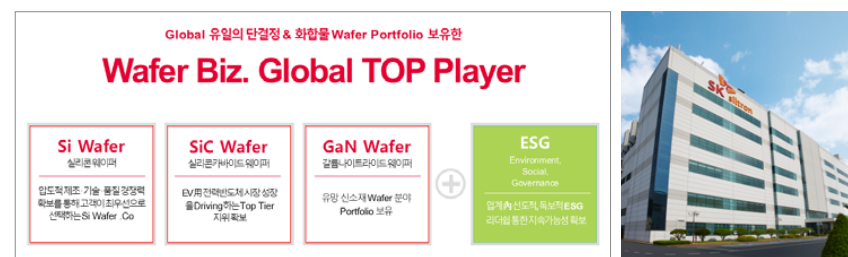 Global 유일의 단결정 & 화합물 Wafer Portfolio 보유한
Wafer Biz. Global TOP Player
Si Wafer
실리콘 웨이퍼
압도적 제조·기술·품질 경쟁력
확보를 통해 고객이 최우선으로
선택하는 Si Wafer .Co
SiC Wafer
실리콘카바이드 웨이퍼
EV用 전력반도체 시장 성장
을 Driving하는 Top Tier
지위 확보
GaN Wafer
갈륨나이트라이드 웨이퍼
유망 신소재 Wafer 분야
Portfolio 보유
ESG
Environment,
Social,
Governance
업계內 선도적, 독보적 ESG
리더쉽 통한 지속가능성 확보
SK siltron